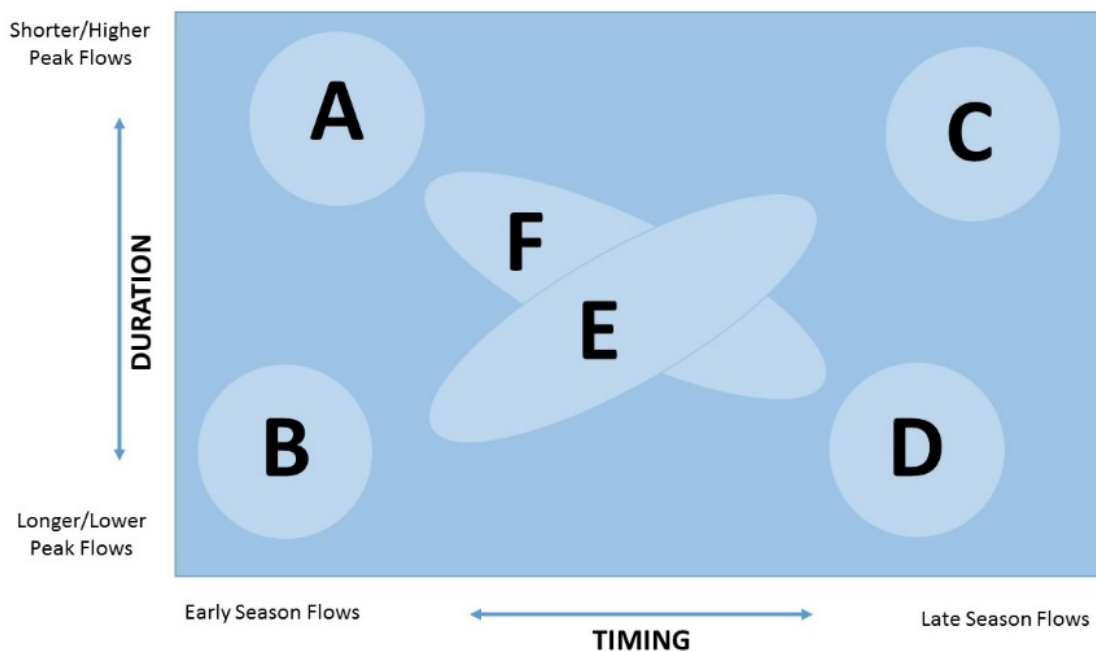 Shorter/Higher
Peak Flows
A
C
F
DURATION
E
B
D
Longer/Lower
Peak Flows
Early Season Flows
TIMING
Late Season Flows